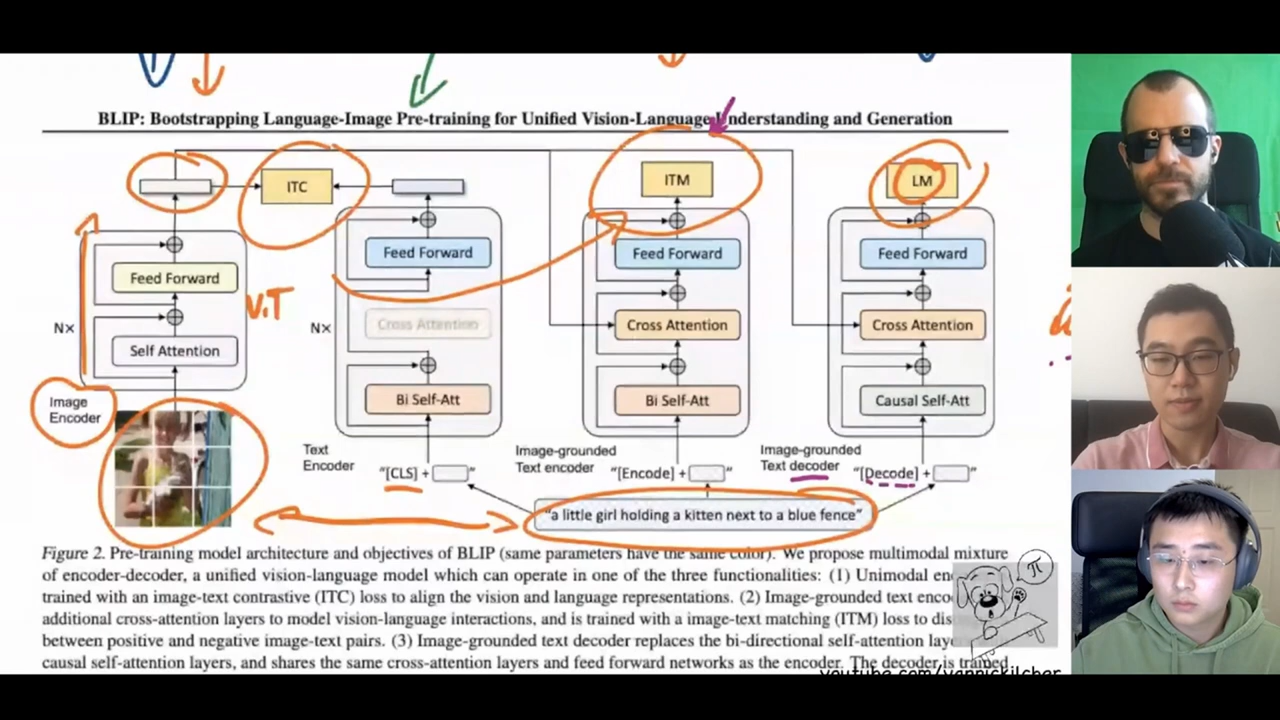 BLIP: Bootstrapping Language-Image Pre-training for Unified Vision-Language Understanding and Generation
ITC
ITM
LM
Feed Forward
Feed Forward
Feed Forward
Feed Forward
ViT
N×
N×
Cross Attention
Cross Attention
Cross Attention
Self Attention
Bi Self-Att
Bi Self-Att
Causal Self-Att
Image
Encoder
Text
Encoder
"[CLS] + "
Image-grounded
Text encoder
"[Encode] + "
Image-grounded
Text decoder
"[Decode] + "
"a little girl holding a kitten next to a blue fence"
Figure 2. Pre-training model architecture and objectives of BLIP (same parameters have the same color). We propose multimodal mixture
of encoder-decoder, a unified vision-language model which can operate in one of the three functionalities: (1) Unimodal
trained with an image-text contrastive (ITC) loss to align the vision and language representations. (2) Image-grounded text
additional cross-attention layers to model vision-language interactions, and is trained with a image-text matching (ITM) loss to
between positive and negative image-text pairs. (3) Image-grounded text decoder replaces the bi-directional self-attention
causal self-attention layers, and shares the same cross-attention layers and feed forward networks as the encoder. The decoder is trained
π
youtube.com/yannickilcher